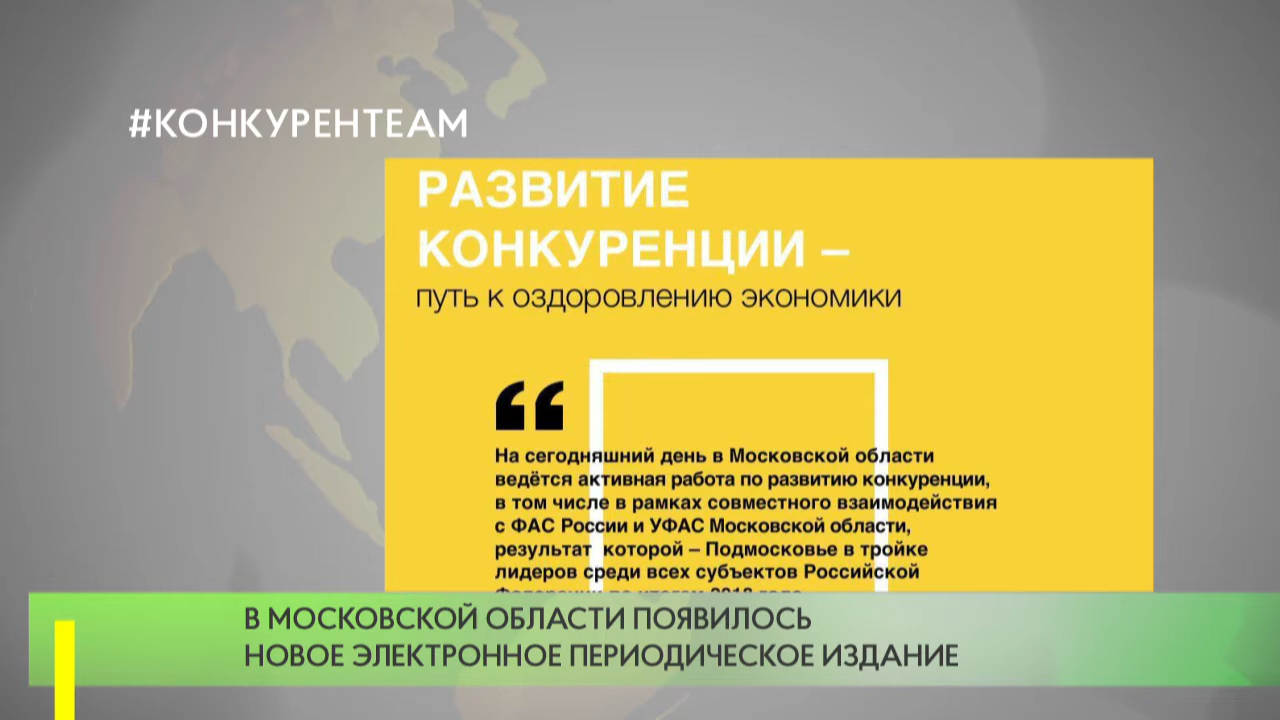 #КОНКУРЕНТЕАМ
РАЗВИТИЕ
КОНКУРЕНЦИИ –
путь к оздоровлению экономики
“
На сегодняшний день в Московской области
ведётся активная работа по развитию конкуренции,
в том числе в рамках совместного взаимодействия
с ФАС России и УФАС Московской области,
результат которой – Подмосковье в тройке
лидеров среди всех субъектов Российской
В МОСКОВСКОЙ ОБЛАСТИ ПОЯВИЛОСЬ
НОВОЕ ЭЛЕКТРОННОЕ ПЕРИОДИЧЕСКОЕ ИЗДАНИЕ